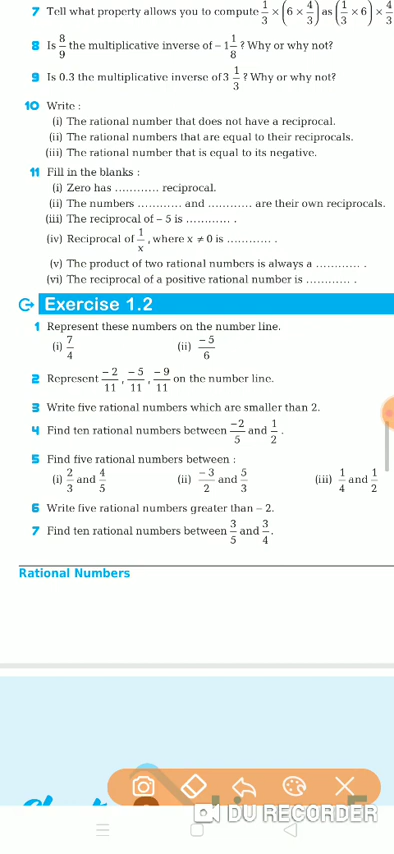 7 Tell what property allows you to compute 1/3 × (6 × 4/3) as (1/3 × 6) × 4/3
8 Is 8/9 the multiplicative inverse of – 1 1/8 ? Why or why not?
9 Is 0.3 the multiplicative inverse of 3 1/3 ? Why or why not?
10 Write :
(i) The rational number that does not have a reciprocal.
(ii) The rational numbers that are equal to their reciprocals.
(iii) The rational number that is equal to its negative.
11 Fill in the blanks :
(i) Zero has ............ reciprocal.
(ii) The numbers ............ and ............ are their own reciprocals.
(iii) The reciprocal of – 5 is ............ .
(iv) Reciprocal of 1/x , where x ≠ 0 is ............ .
(v) The product of two rational numbers is always a ............ .
(vi) The reciprocal of a positive rational number is ............ .
Exercise 1.2
1 Represent these numbers on the number line.
(i) 7/4 (ii) –5/6
2 Represent –2/11 , –5/11 , –9/11 on the number line.
3 Write five rational numbers which are smaller than 2.
4 Find ten rational numbers between –2/5 and 1/2 .
5 Find five rational numbers between :
(i) 2/3 and 4/5 (ii) –3/2 and 5/3 (iii) 1/4 and 1/2
6 Write five rational numbers greater than – 2.
7 Find ten rational numbers between 3/5 and 3/4 .
Rational Numbers
DU RECORDER